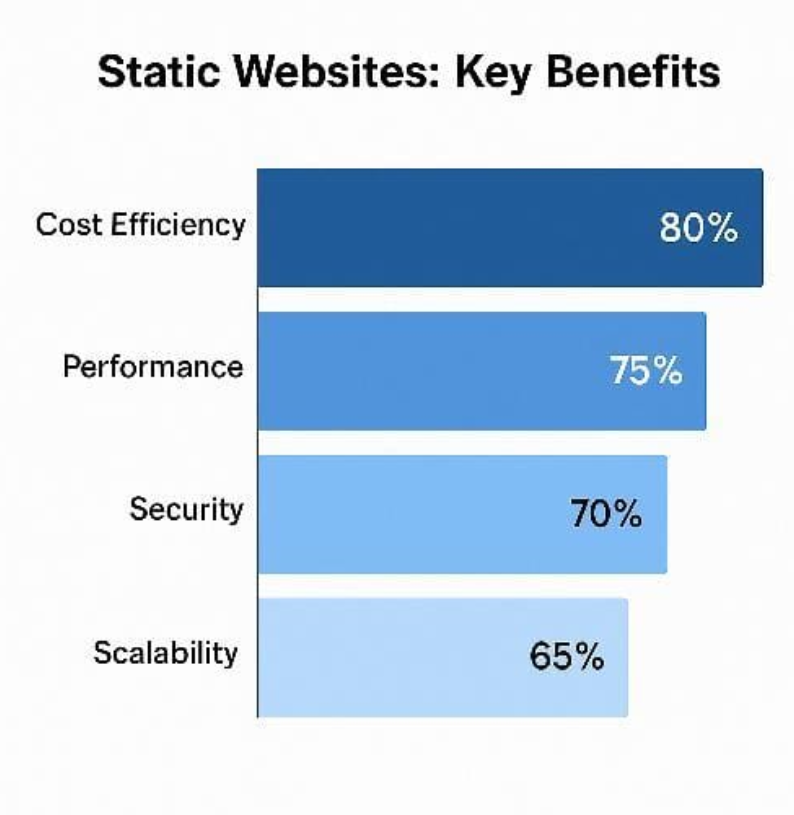 Static Websites: Key Benefits
Cost Efficiency 80%
Performance 75%
Security 70%
Scalability 65%